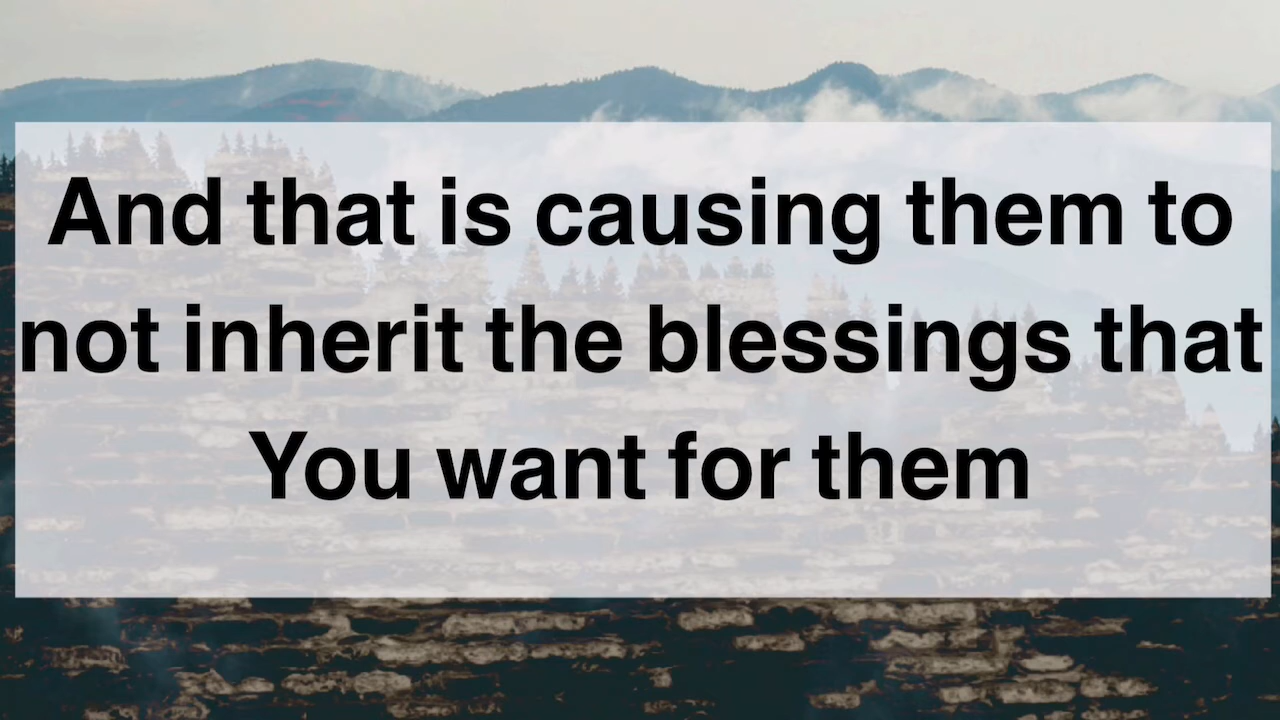 And that is causing them to
not inherit the blessings that
You want for them